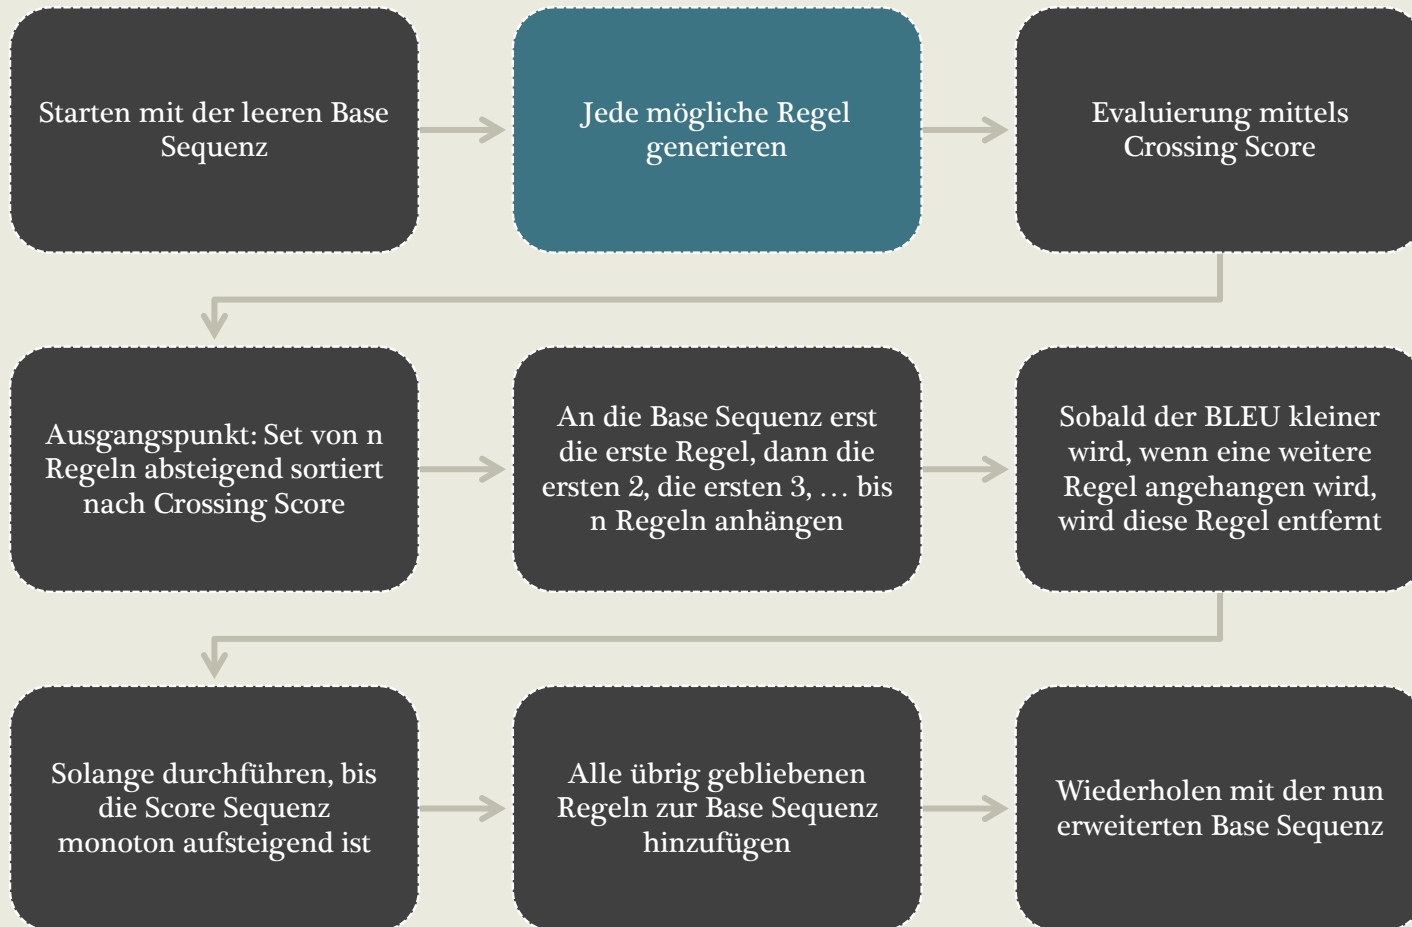 Starten mit der leeren Base
Sequenz
Jede mögliche Regel
generieren
Evaluierung mittels
Crossing Score
Ausgangspunkt: Set von n
Regeln absteigend sortiert
nach Crossing Score
An die Base Sequenz erst
die erste Regel, dann die
ersten 2, die ersten 3, … bis
n Regeln anhängen
Sobald der BLEU kleiner
wird, wenn eine weitere
Regel angehangen wird,
wird diese Regel entfernt
Solange durchführen, bis
die Score Sequenz
monoton aufsteigend ist
Alle übrig gebliebenen
Regeln zur Base Sequenz
hinzufügen
Wiederholen mit der nun
erweiterten Base Sequenz